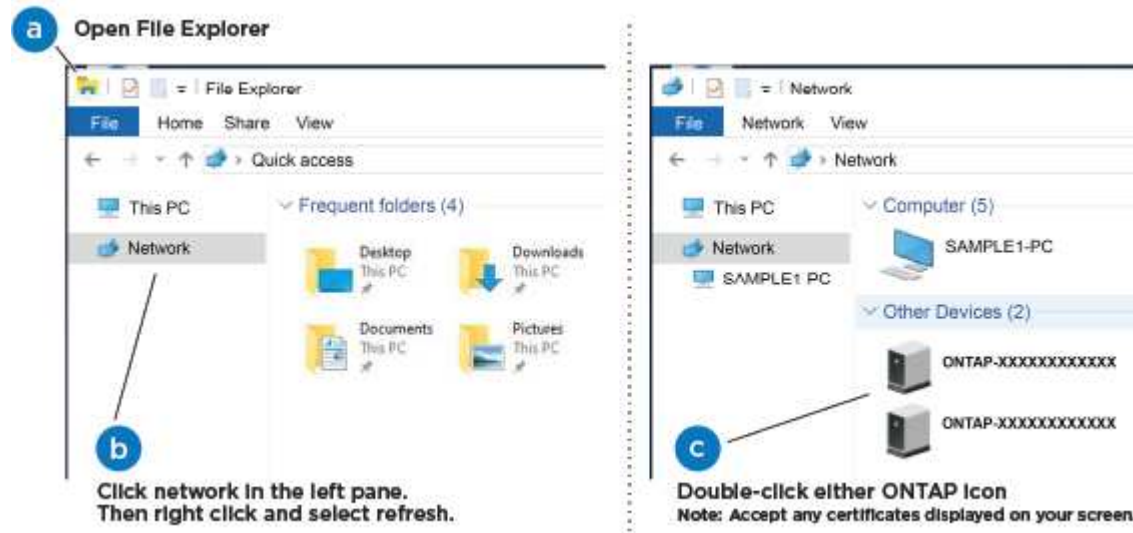 a
Open File Explorer
File Explorer
File Home Share View
Quick access
This PC
Network
Frequent folders (4)
Desktop
This PC
Downloads
This PC
Documents
This PC
Pictures
This PC
b
Click network in the left pane.
Then right click and select refresh.
Network
File Network View
Network
This PC
Network
SAMPLE1 PC
Computer (5)
SAMPLE1-PC
Other Devices (2)
ONTAP-XXXXXXXXXXXX
ONTAP-XXXXXXXXXXXX
c
Double-click either ONTAP icon
Note: Accept any certificates displayed on your screen